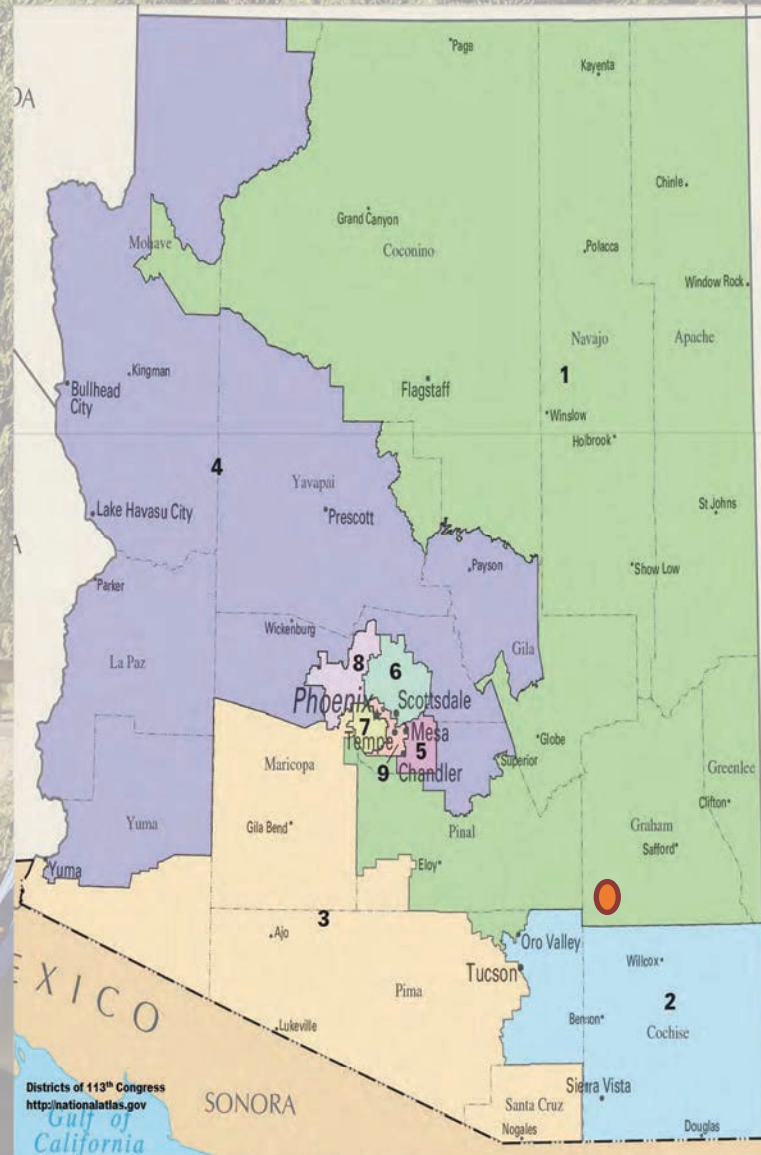 Page
Kayenta
DA
Chinle
Grand Canyon
Mohave
Coconino
Polacca
Window Rock
Navajo
Apache
Kingman
1
Bullhead
City
Flagstaff
Winslow
Holbrook
4
Yavapai
Lake Havasu City
Prescott
St Johns
A
Payson
Show Low
Parker
Wickenburg
Gila
La Paz
8
6
Phoenix
Scottsdale
7
Mesa
Tempe
5
Globe
Superior
Maricopa
9
Chandler
Greenlee
Clifton
Yuma
Gila Bend
Pinal
Graham
Safford
Eloy
Yuma
3
Ajo
Oro Valley
Tucson
Willcox
EXICO
Pima
2
Benson
Cochise
Lukeville
Districts of 113th Congress
http://nationalatlas.gov
SONORA
Sierra Vista
Santa Cruz
Gulf of
California
Nogales
Douglas